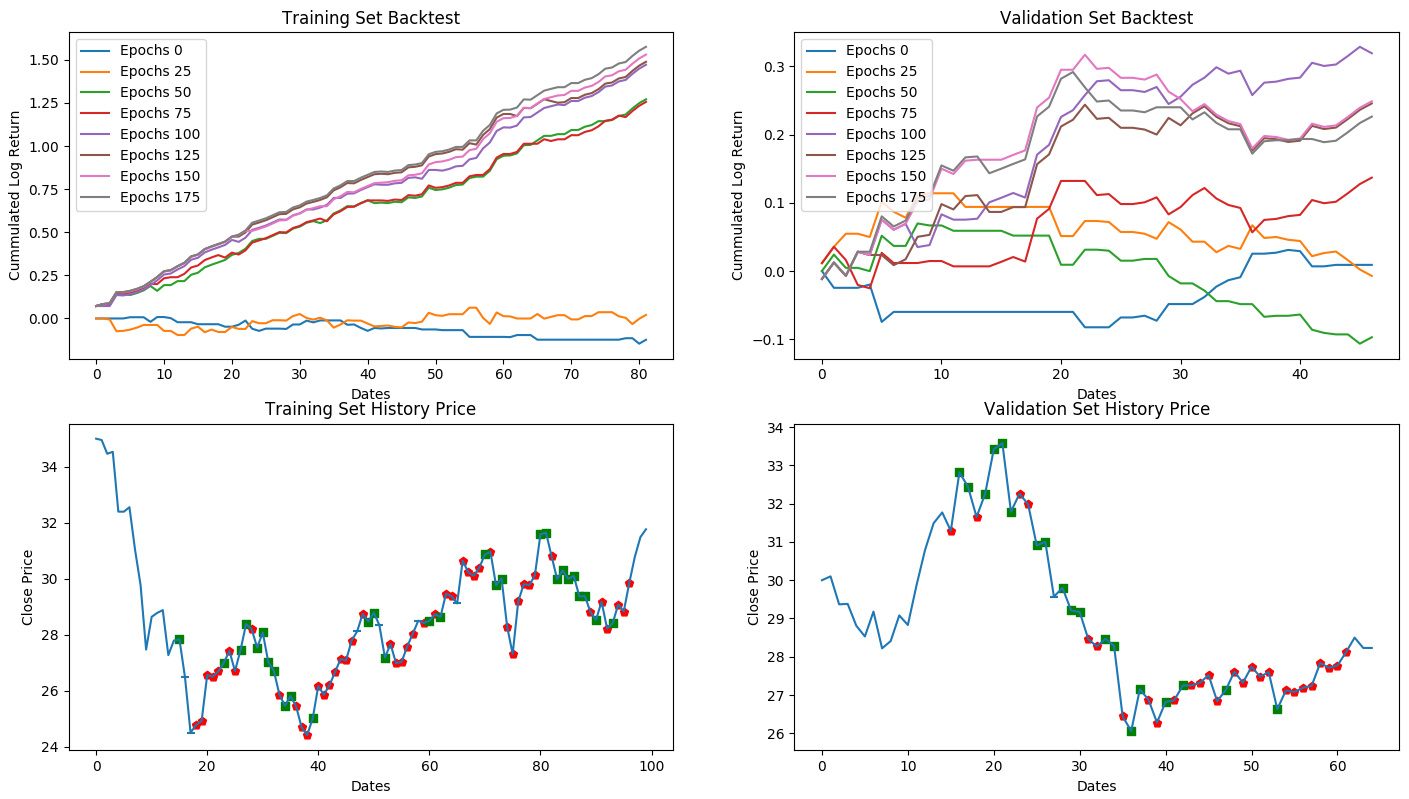 Training Set Backtest
Cummulated Log Return
1.50
1.25
1.00
0.75
0.50
0.25
0.00
Epochs 0
Epochs 25
Epochs 50
Epochs 75
Epochs 100
Epochs 125
Epochs 150
Epochs 175
0 10 20 30 40 50 60 70 80
Dates
Validation Set Backtest
Cummulated Log Return
0.3
0.2
0.1
0.0
−0.1
Epochs 0
Epochs 25
Epochs 50
Epochs 75
Epochs 100
Epochs 125
Epochs 150
Epochs 175
0 10 20 30 40
Dates
Training Set History Price
Close Price
34
32
30
28
26
24
0 20 40 60 80 100
Dates
Validation Set History Price
Close Price
34
33
32
31
30
29
28
27
26
0 10 20 30 40 50 60
Dates